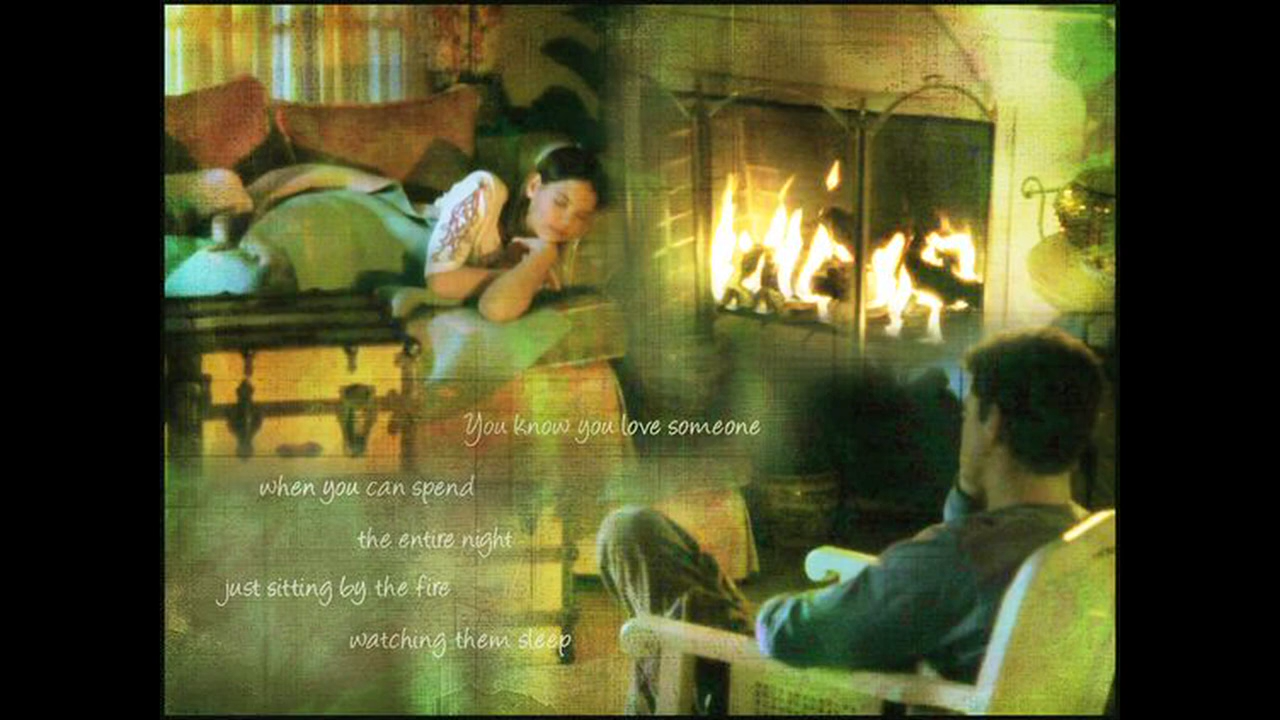 You know you love someone
when you can spend
the entire night
just sitting by the fire
watching them sleep